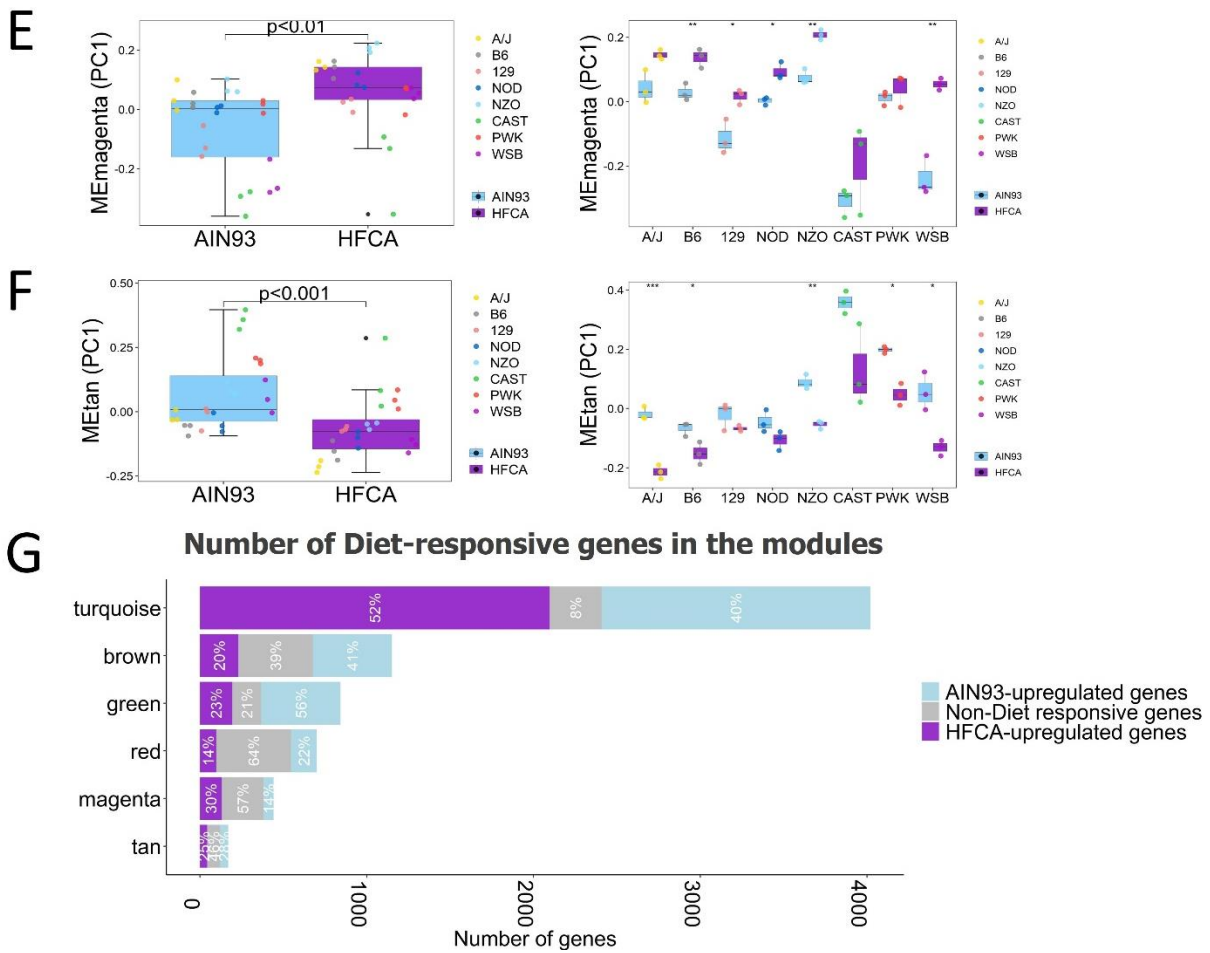 E
p<0.01
MEmagenta (PC1)
0.2
0.0
-0.2
AIN93 HFCA
A/J
B6
129
NOD
NZO
CAST
PWK
WSB
AIN93
HFCA
MEmagenta (PC1)
0.2
0.0
-0.2
** * * ** **
A/J B6 129 NOD NZO CAST PWK WSB
A/J
B6
129
NOD
NZO
CAST
PWK
WSB
AIN93
HFCA
F
p<0.001
MEtan (PC1)
0.50
0.25
0.00
-0.25
AIN93 HFCA
A/J
B6
129
NOD
NZO
CAST
PWK
WSB
AIN93
HFCA
MEtan (PC1)
0.4
0.2
0.0
-0.2
*** * ** * *
A/J B6 129 NOD NZO CAST PWK WSB
A/J
B6
129
NOD
NZO
CAST
PWK
WSB
AIN93
HFCA
G
Number of Diet-responsive genes in the modules
turquoise 52% 8% 40%
brown 20% 39% 41%
green 23% 21% 56%
red 14% 64% 22%
magenta 30% 57% 14%
tan 46%
0 10000 20000 30000 40000
Number of genes
AIN93-upregulated genes
Non-Diet responsive genes
HFCA-upregulated genes